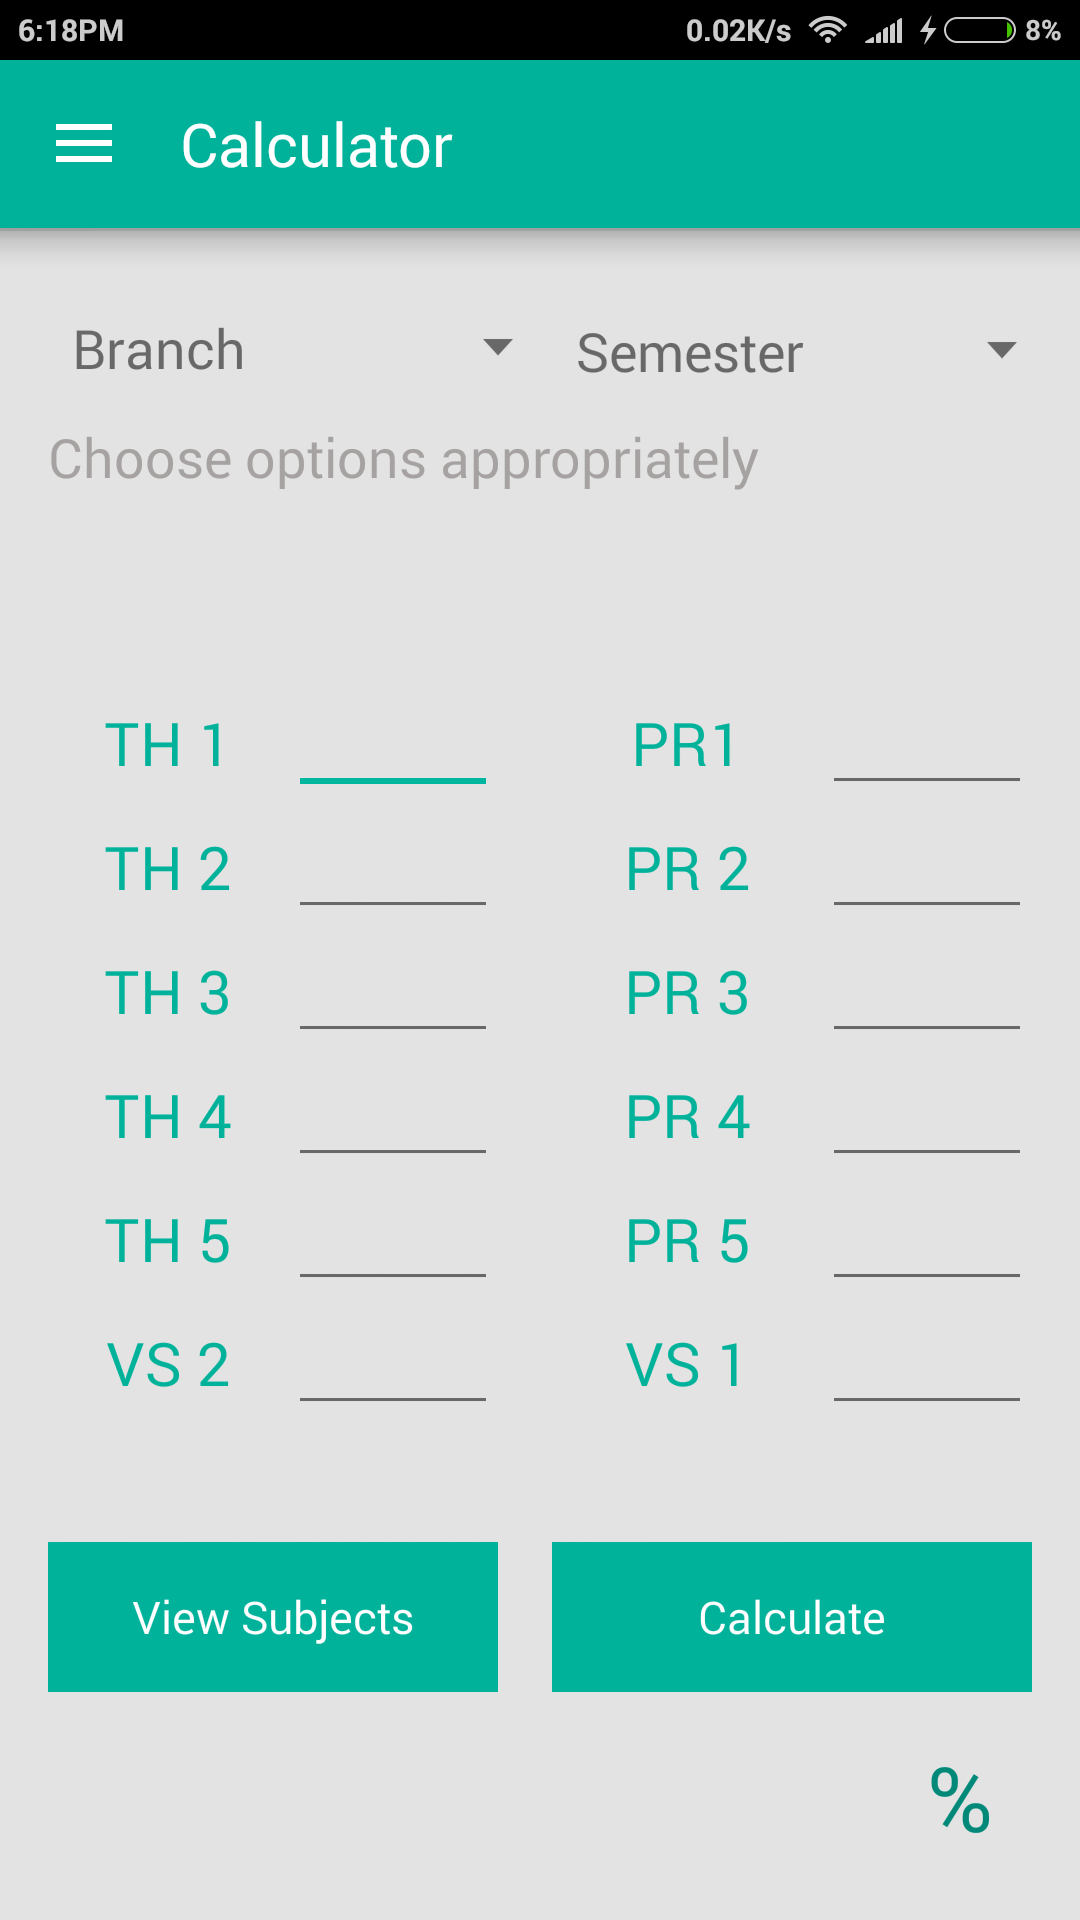 6:18PM 0.02K/s 8%
Calculator
Branch Semester
Choose options appropriately
TH 1 PR1
TH 2 PR 2
TH 3 PR 3
TH 4 PR 4
TH 5 PR 5
VS 2 VS 1
View Subjects Calculate
%